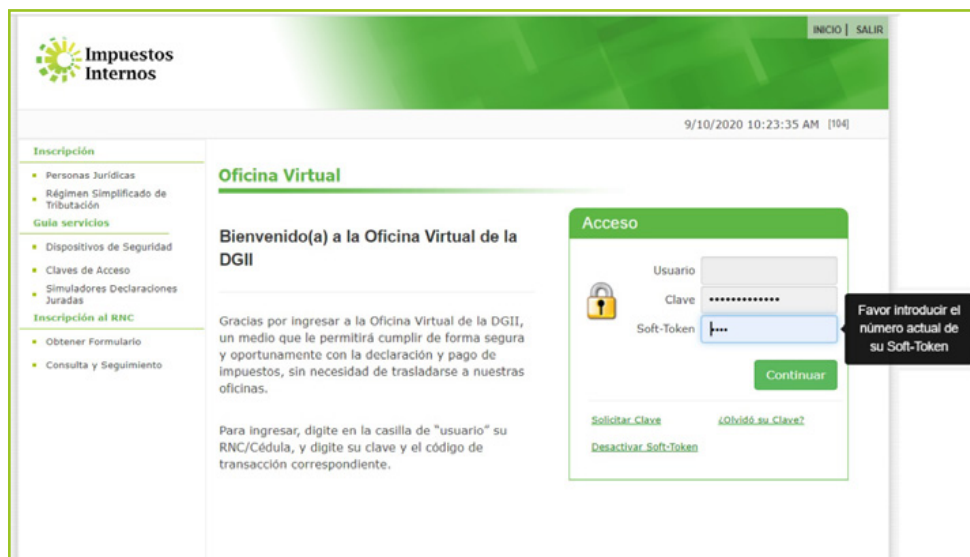 Impuestos
Internos
INICIO | SALIR
9/10/2020 10:23:35 AM [104]
Inscripción
Personas Jurídicas
Régimen Simplificado de
Tributación
Guía servicios
Dispositivos de Seguridad
Claves de Acceso
Simuladores Declaraciones
Juradas
Inscripción al RNC
Obtener Formulario
Consulta y Seguimiento
Oficina Virtual
Bienvenido(a) a la Oficina Virtual de la
DGII
Gracias por ingresar a la Oficina Virtual de la DGII,
un medio que le permitirá cumplir de forma segura
y oportunamente con la declaración y pago de
impuestos, sin necesidad de trasladarse a nuestras
oficinas.
Para ingresar, digite en la casilla de "usuario" su
RNC/Cédula, y digite su clave y el código de
transacción correspondiente.
Acceso
Usuario
Clave
Soft-Token
Continuar
Solicitar Clave ¿Olvidó su Clave?
Desactivar Soft-Token
Favor introducir el
número actual de
su Soft-Token